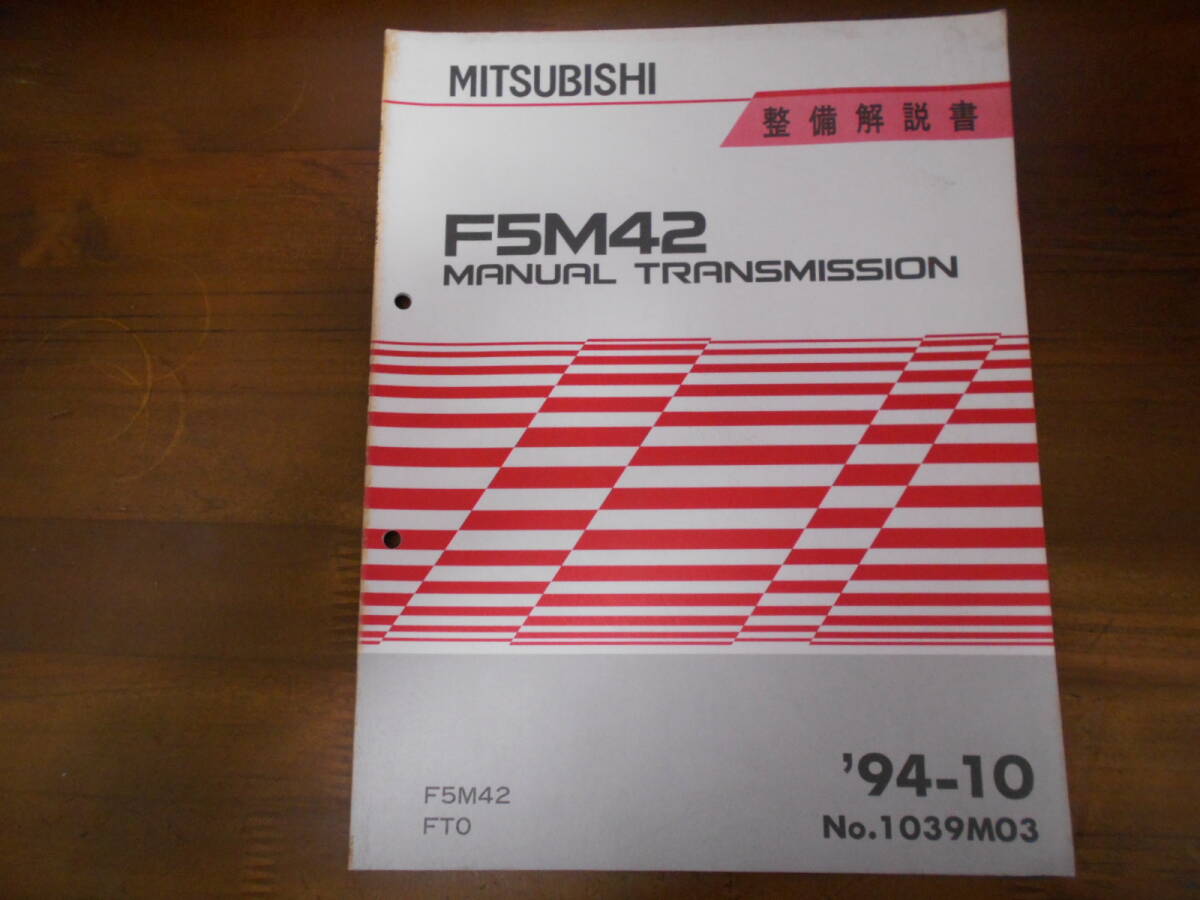 MITSUBISHI
整備解説書
F5M42
MANUAL TRANSMISSION
'94-10
F5M42
FTO
No.1039M03